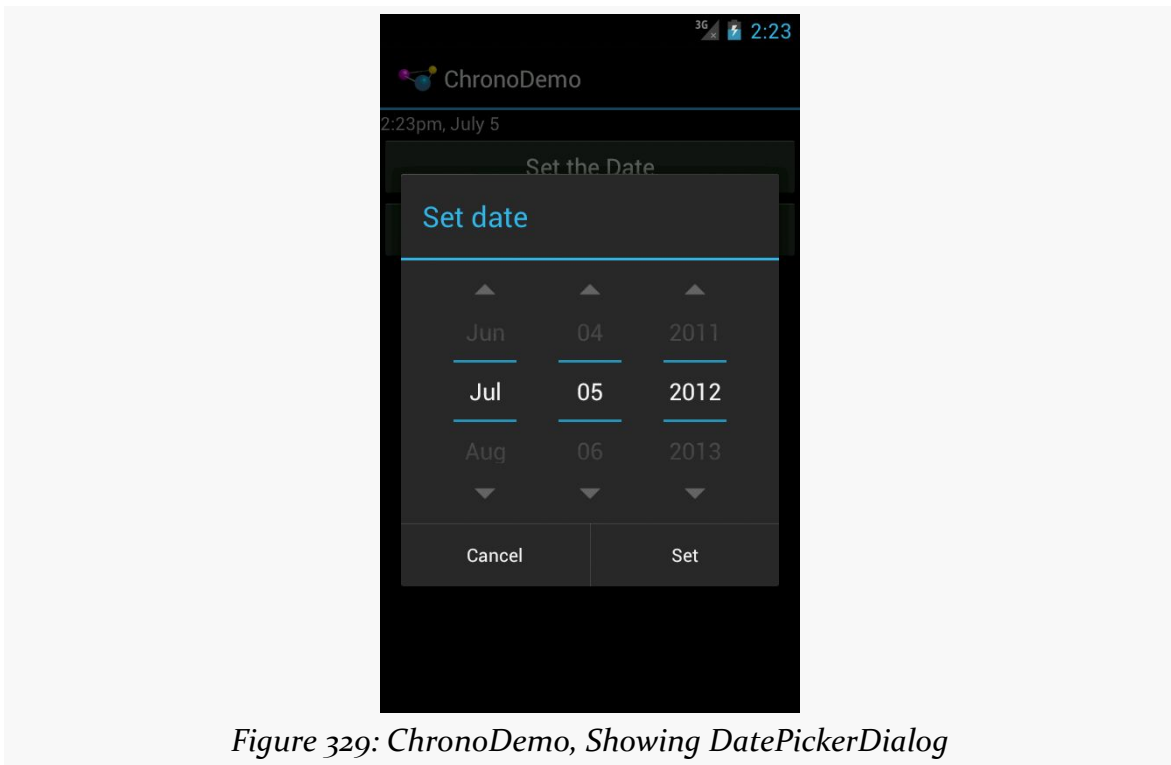 3G 2:23
ChronoDemo
2:23pm, July 5
Set the Date
Set date
Jun 04 2011
Jul 05 2012
Aug 06 2013
Cancel Set
Figure 329: ChronoDemo, Showing DatePickerDialog